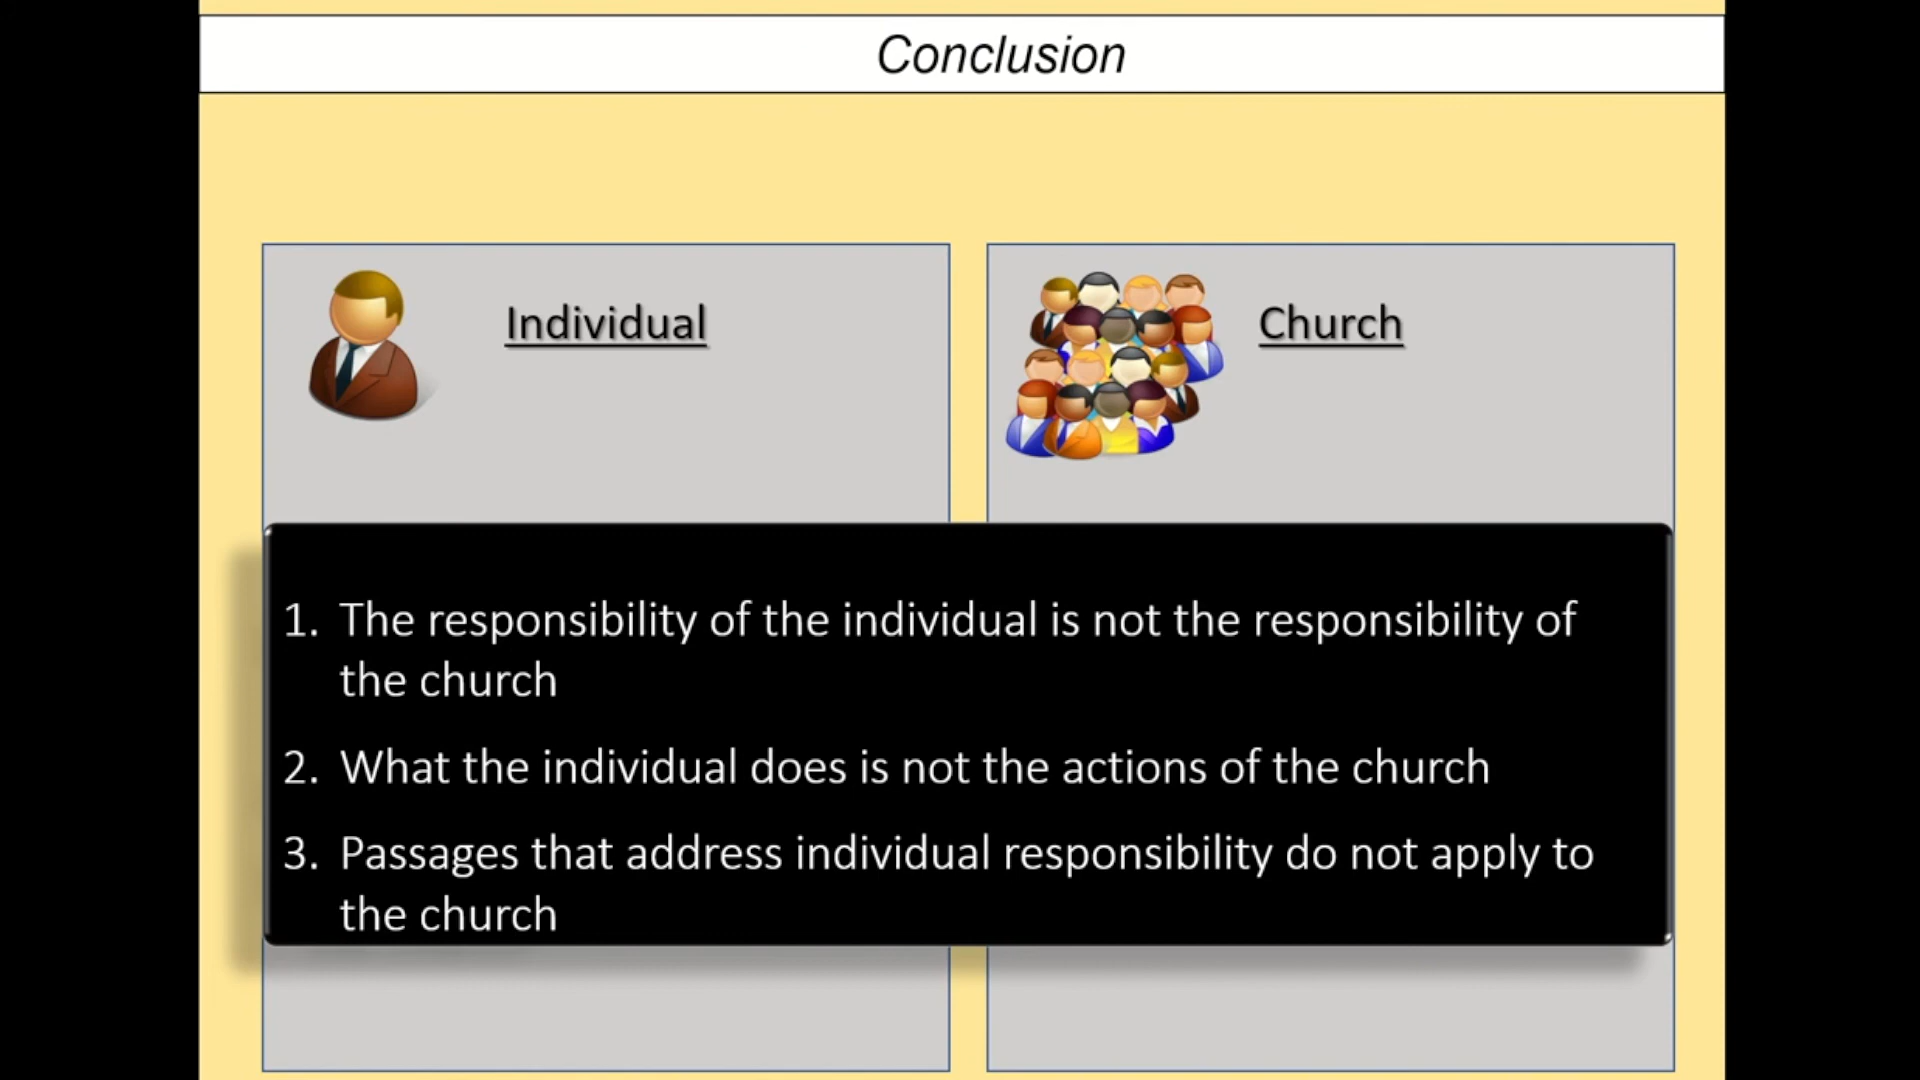 Conclusion
Individual
Church
1. The responsibility of the individual is not the responsibility of
the church
2. What the individual does is not the actions of the church
3. Passages that address individual responsibility do not apply to
the church